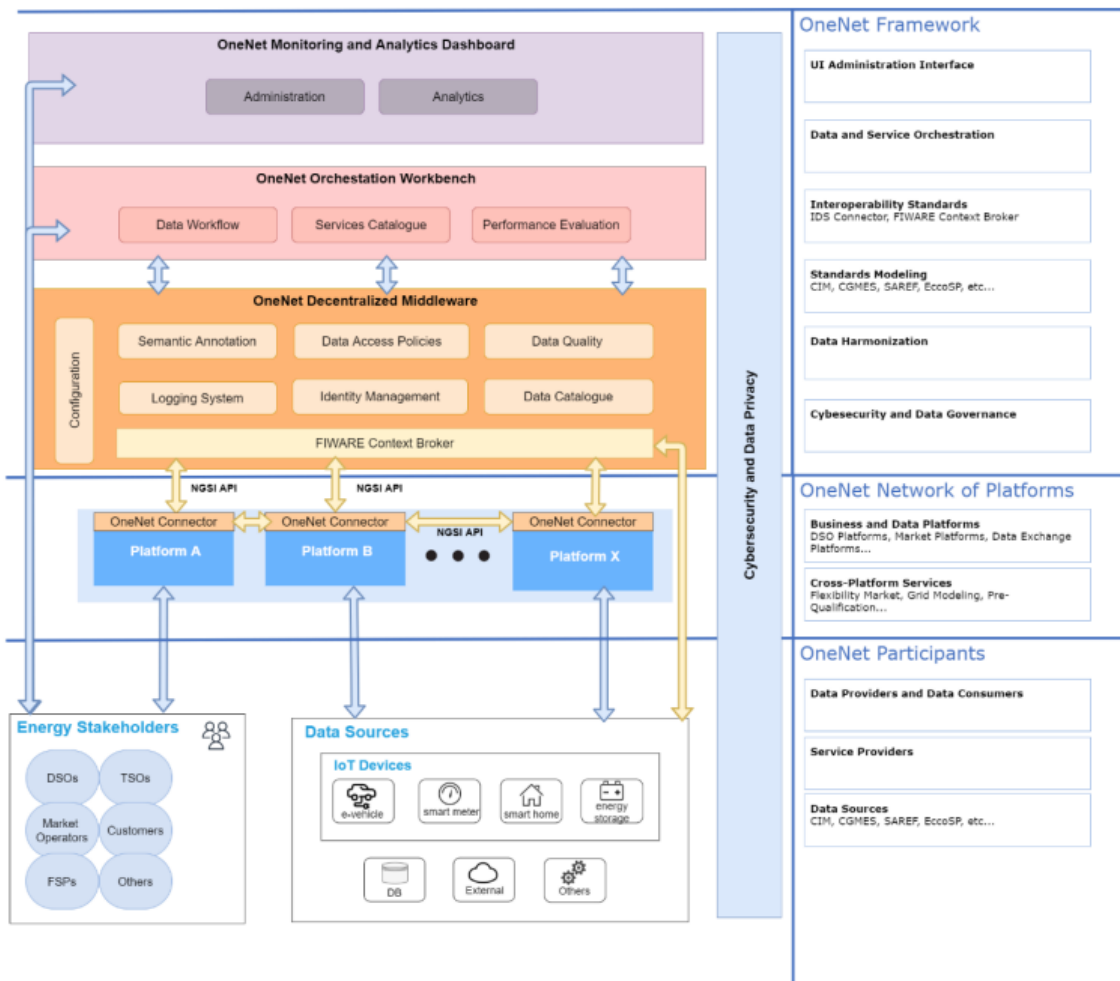 OneNet Monitoring and Analytics Dashboard
Administration
Analytics
OneNet Orchestation Workbench
Data Workflow
Services Catalogue
Performance Evaluation
OneNet Decentralized Middleware
Configuration
Semantic Annotation
Data Access Policies
Data Quality
Logging System
Identity Management
Data Catalogue
FIWARE Context Broker
NGSI API
NGSI API
OneNet Connector
OneNet Connector
OneNet Connector
NGSI API
Platform A
Platform B
Platform X
Energy Stakeholders
DSOs
TSOs
Market
Operators
Customers
FSPs
Others
Data Sources
IoT Devices
e-vehicle
smart meter
smart home
energy
storage
DB
External
Others
Cybersecurity and Data Privacy
OneNet Framework
UI Administration Interface
Data and Service Orchestration
Interoperability Standards
IDS Connector, FIWARE Context Broker
Standards Modeling
CIM, CGMES, SAREF, EccoSP, etc...
Data Harmonization
Cybesecurity and Data Governance
OneNet Network of Platforms
Business and Data Platforms
DSO Platforms, Market Platforms, Data Exchange
Platforms...
Cross-Platform Services
Flexibility Market, Grid Modeling, Pre-
Qualification...
OneNet Participants
Data Providers and Data Consumers
Service Providers
Data Sources
CIM, CGMES, SAREF, EccoSP, etc...